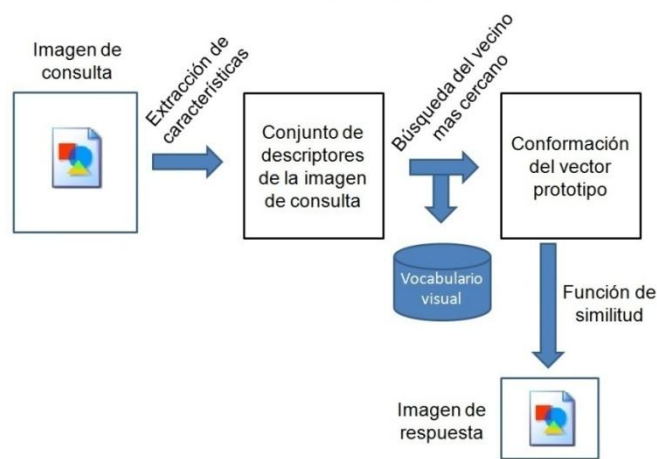 Imagen de
consulta
Extracción de
características
Conjunto de
descriptores
de la imagen
de consulta
Búsqueda del vecino
mas cercano
Conformación
del vector
prototipo
Vocabulario
visual
Función de
similitud
Imagen de
respuesta